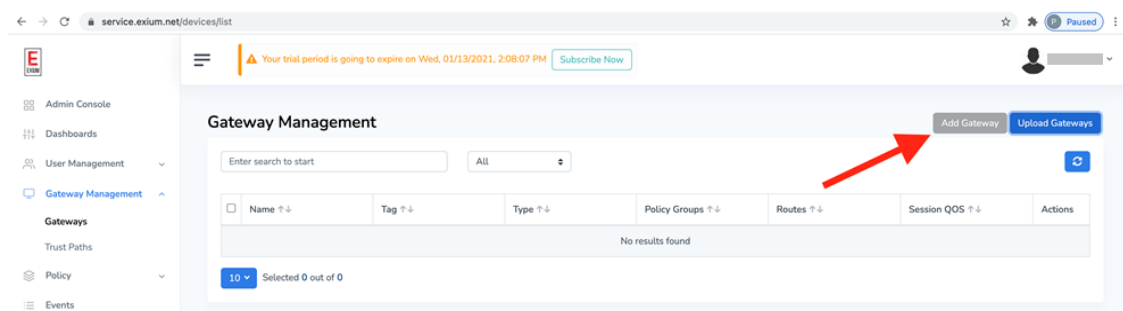 service.exium.net/devices/list
P Paused
E
EXIUM
Your trial period is going to expire on Wed, 01/13/2021, 2:08:07 PM Subscribe Now
Admin Console
Dashboards
User Management
Gateway Management
Gateways
Trust Paths
Policy
Events
Gateway Management
Add Gateway Upload Gateways
Enter search to start All
Name ↑↓ Tag ↑↓ Type ↑↓ Policy Groups ↑↓ Routes ↑↓ Session QOS ↑↓ Actions
No results found
10 Selected 0 out of 0